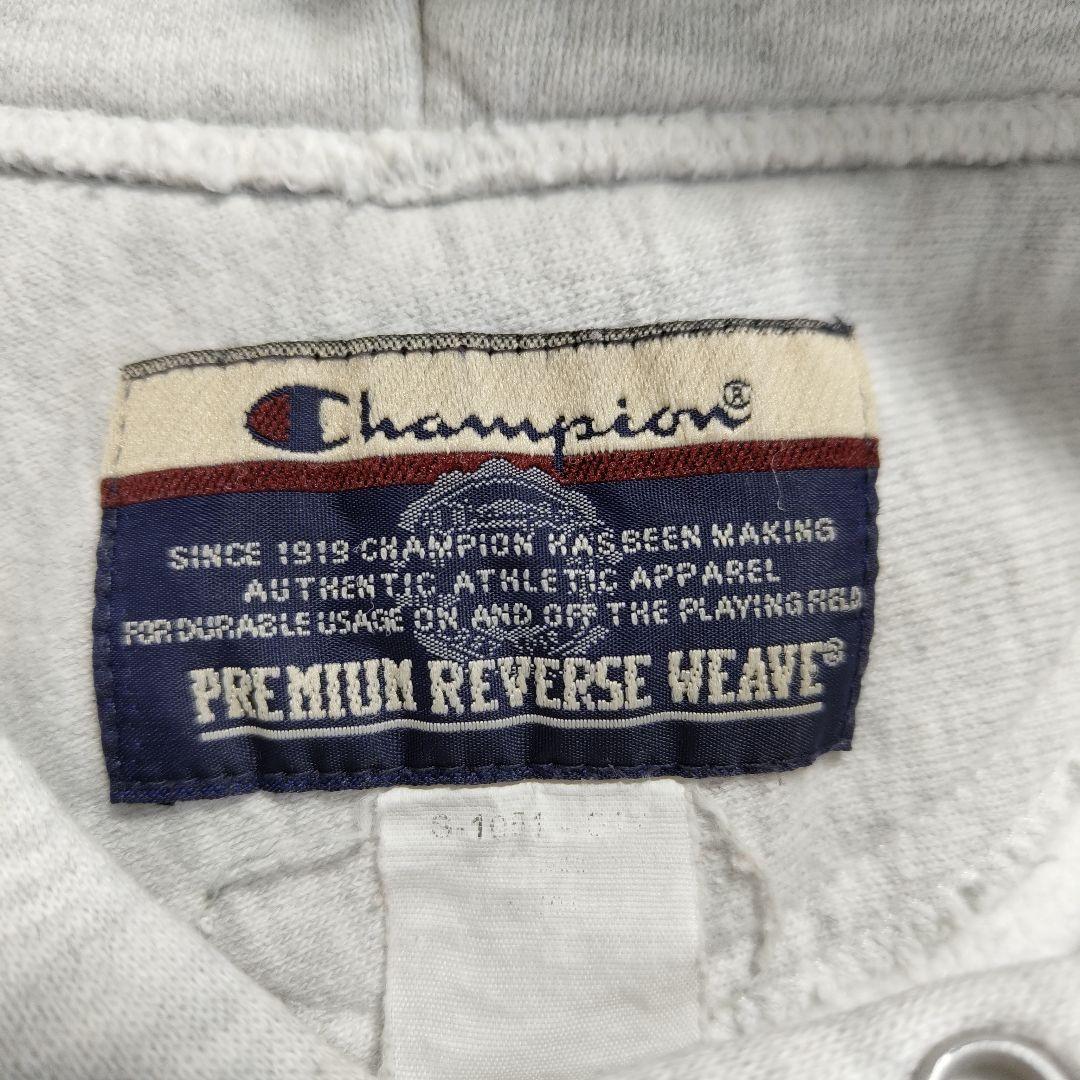 Champion®
SINCE 1919 CHAMPION HAS BEEN MAKING
AUTHENTIC ATHLETIC APPAREL
FOR DURABLE USAGE ON AND OFF THE PLAYING FIELD
PREMIUM REVERSE WEAVE®